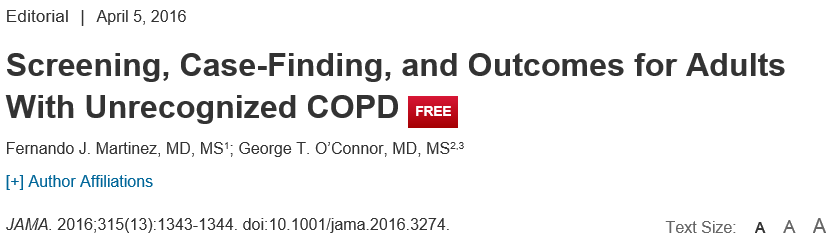 Editorial | April 5, 2016
Screening, Case-Finding, and Outcomes for Adults
With Unrecognized COPD FREE
Fernando J. Martinez, MD, MS1; George T. O’Connor, MD, MS2,3
[+] Author Affiliations
JAMA. 2016;315(13):1343-1344. doi:10.1001/jama.2016.3274. Text Size: A A A